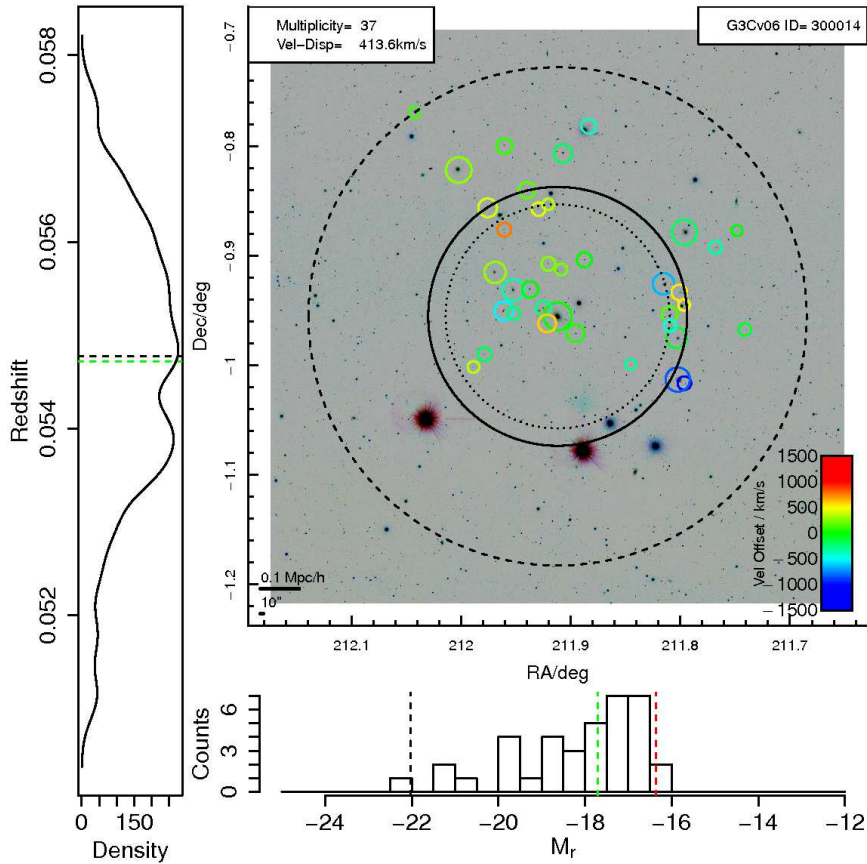 Multiplicity= 37
Vel-Disp= 413.6km/s
G3Cv06 ID= 300014
0.058
0.056
0.054
0.052
Redshift
0 150
Density
-0.7
-0.8
-0.9
-1
-1.1
-1.2
Dec/deg
0.1 Mpc/h
10"
1500
1000
500
0
-500
-1000
-1500
Vel Offset / km/s
212.1 212 211.9 211.8 211.7
RA/deg
6
3
0
Counts
-24 -22 -20 -18 -16 -14 -12
Mr